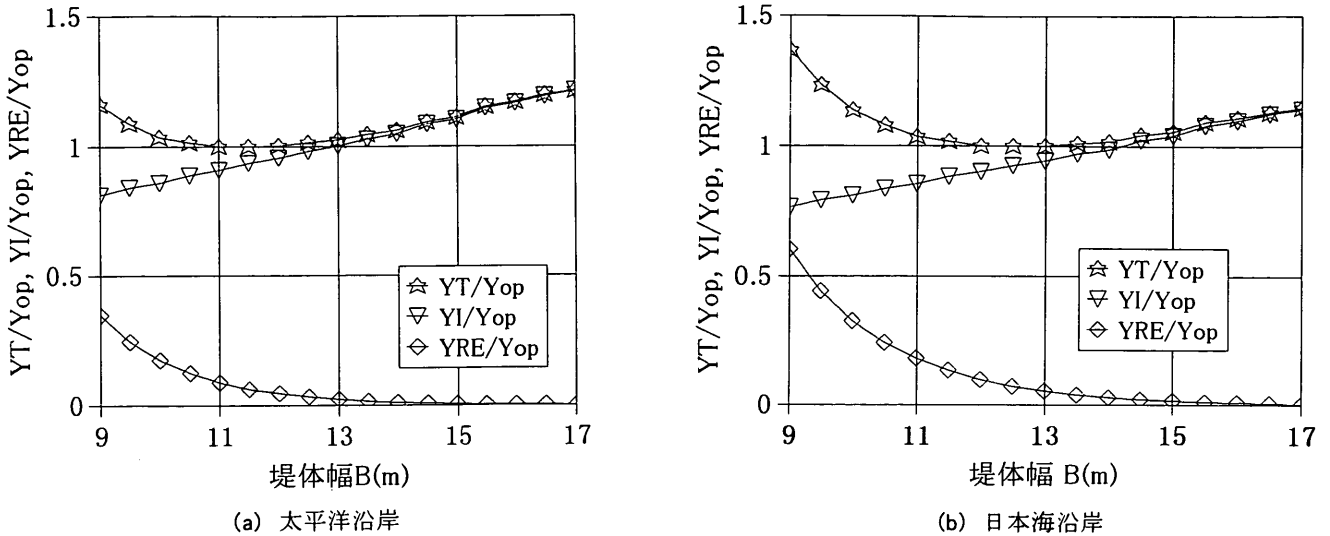 YT/Yop, YI/Yop, YRE/Yop
1.5
1
0.5
0
YT/Yop
YI/Yop
YRE/Yop
9 11 13 15 17
堤体幅B(m)
(a) 太平洋沿岸
YT/Yop, YI/Yop, YRE/Yop
1.5
1
0.5
0
YT/Yop
YI/Yop
YRE/Yop
9 11 13 15 17
堤体幅 B(m)
(b) 日本海沿岸